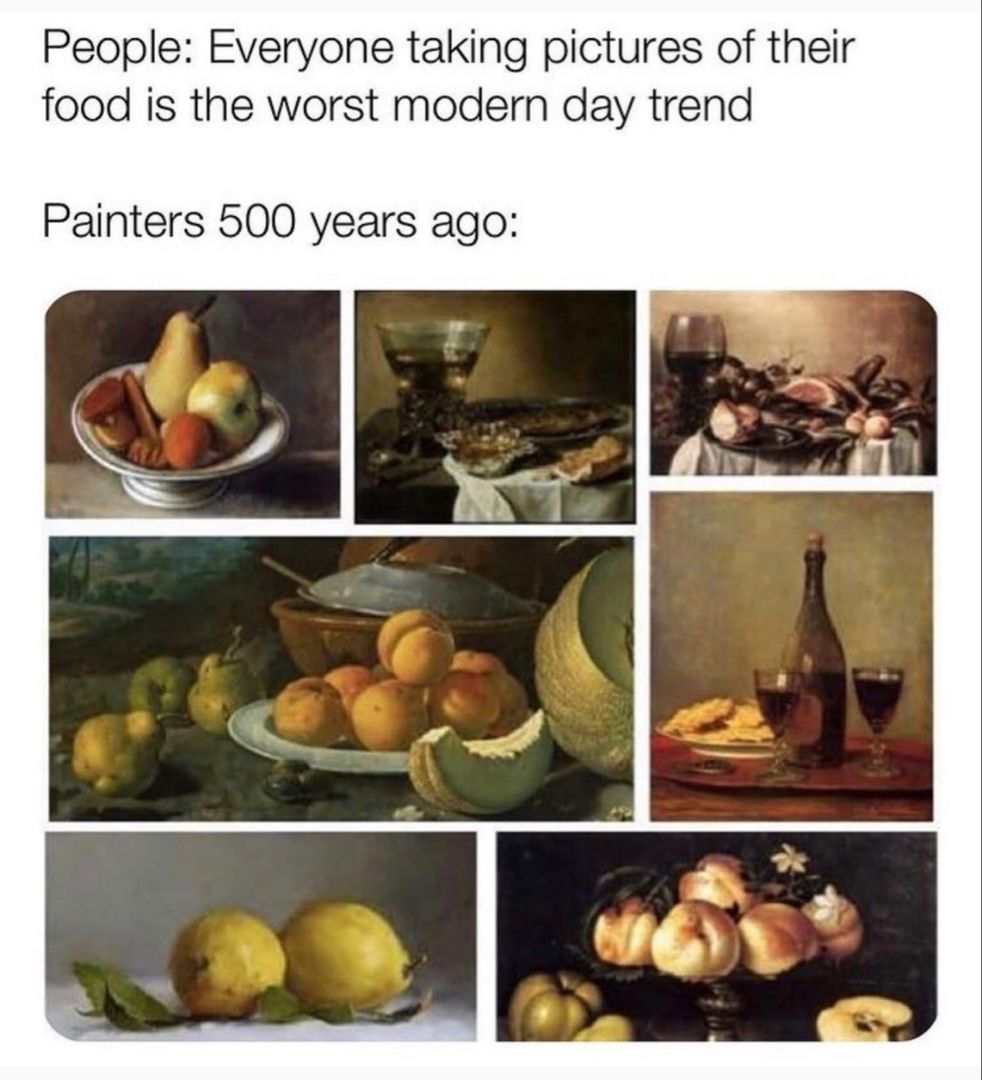 People: Everyone taking pictures of their
food is the worst modern day trend
Painters 500 years ago: